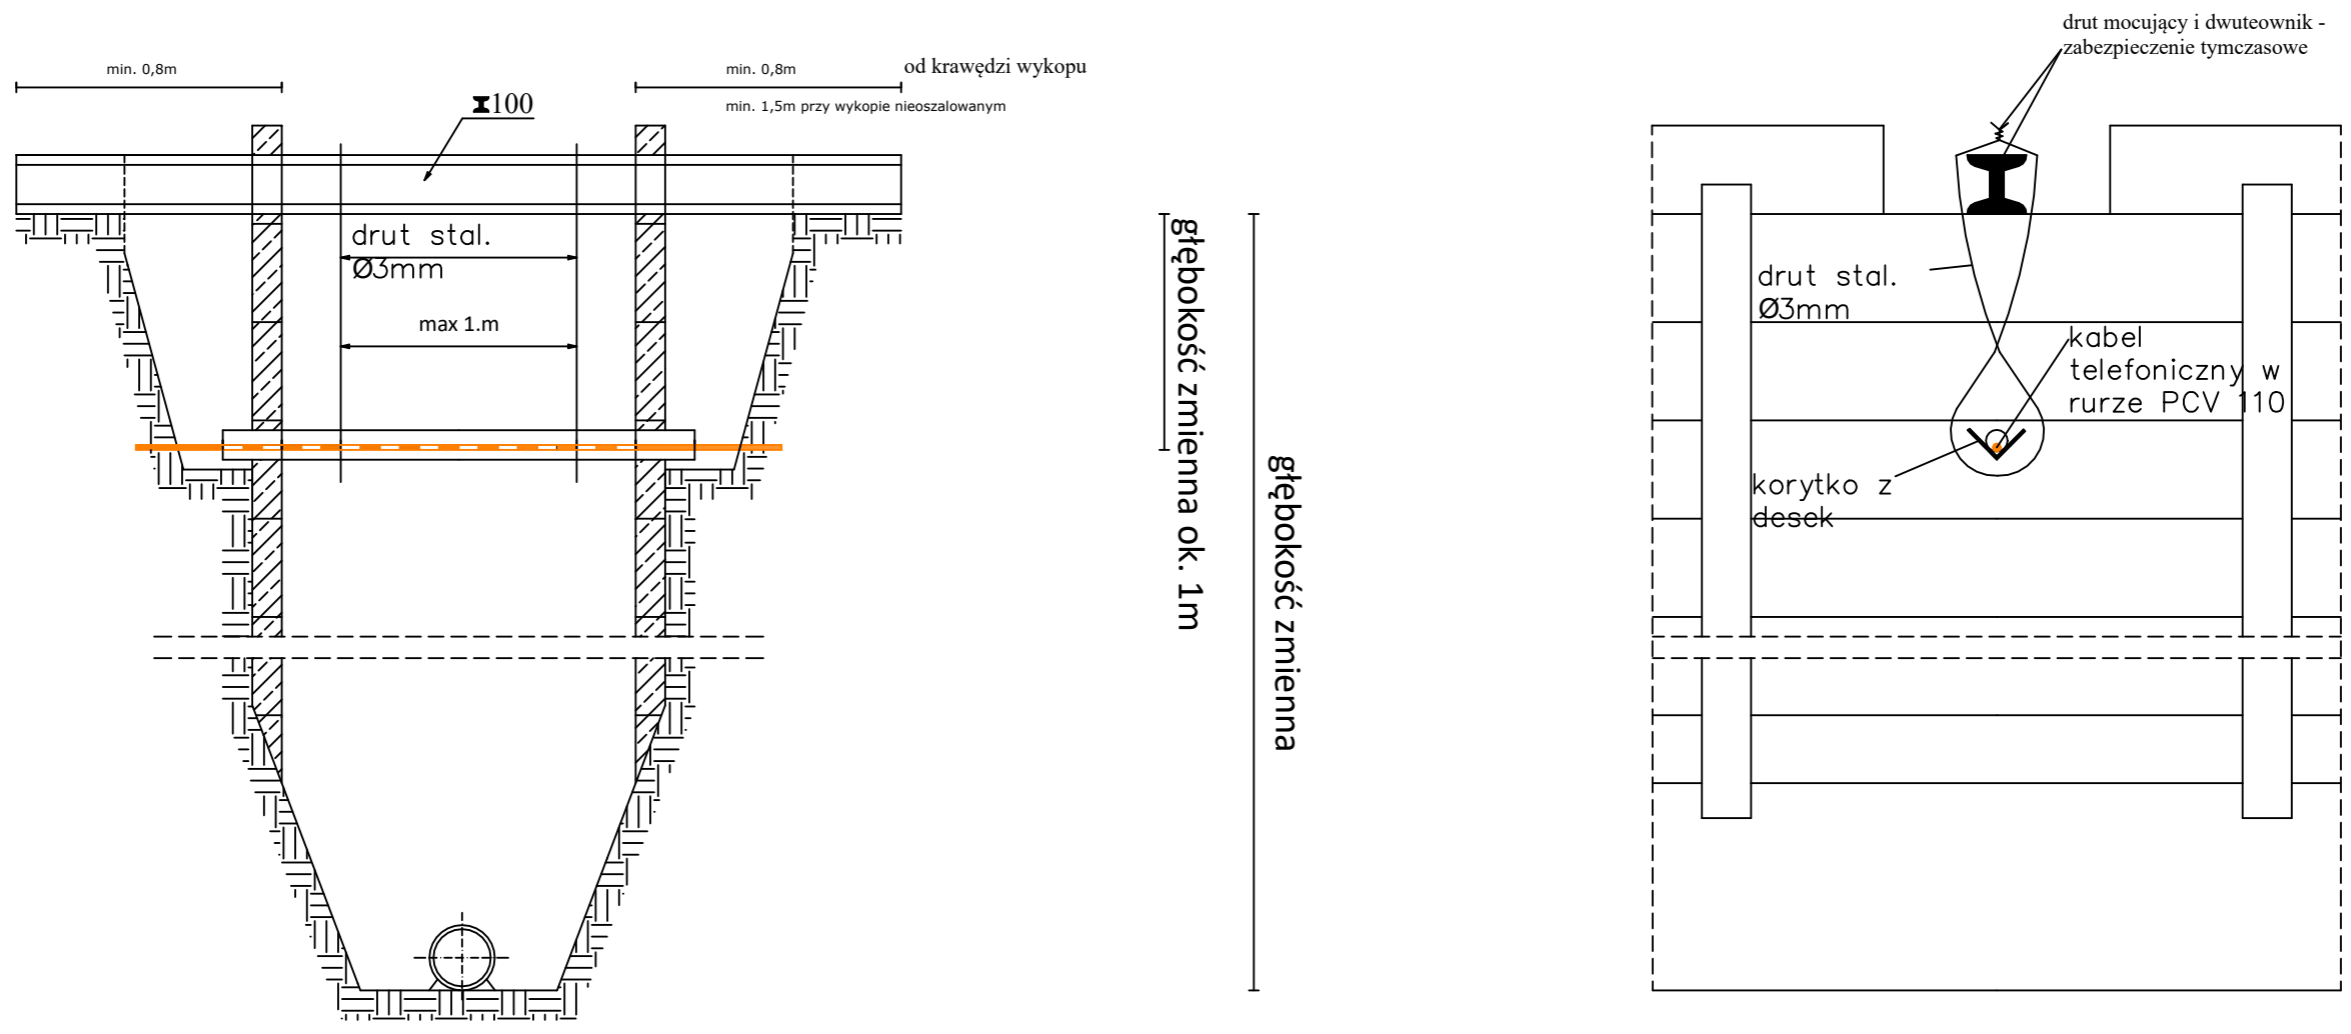 min. 0,8m
min. 0,8m
od krawędzi wykopu
min. 1,5m przy wykopie nieoszalowanym
100
drut stal.
Ø3mm
max 1.m
głębokość zmienna ok. 1m
głębokość zmienna
drut mocujący i dwuteownik -
zabezpieczenie tymczasowe
drut stal.
Ø3mm
kabel
telefoniczny w
rurze PCV 110
korytko z
desek